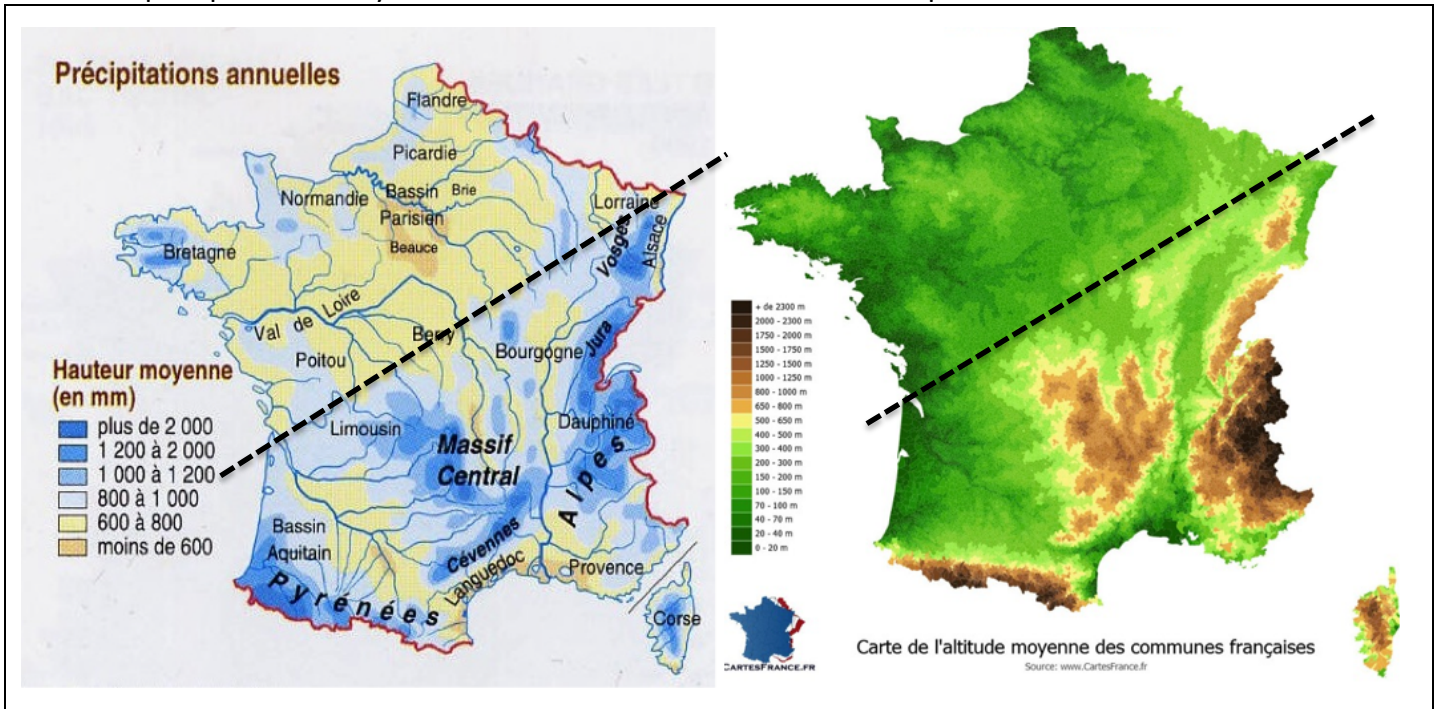 Précipitations annuelles
Flandre
Picardie
Normandie
Bassin
Brie
Parisien
Beauce
Lorraine
Vosges
Alsace
Bretagne
Val de Loire
Berry
Poitou
Bourgogne
Jura
Hauteur moyenne
(en mm)
plus de 2 000
1 200 à 2 000
1 000 à 1 200
800 à 1 000
600 à 800
moins de 600
Limousin
Massif
Central
Dauphiné
Alpes
Bassin
Aquitain
Cévennes
Languedoc
Provence
Pyrénées
Corse
+ de 2300 m
2000 - 2300 m
1750 - 2000 m
1500 - 1750 m
1250 - 1500 m
1000 - 1250 m
800 - 1000 m
650 - 800 m
500 - 650 m
400 - 500 m
300 - 400 m
200 - 300 m
150 - 200 m
100 - 150 m
70 - 100 m
40 - 70 m
20 - 40 m
0 - 20 m
CARTESFRANCE.FR
Carte de l'altitude moyenne des communes françaises
Source: www.CartesFrance.fr